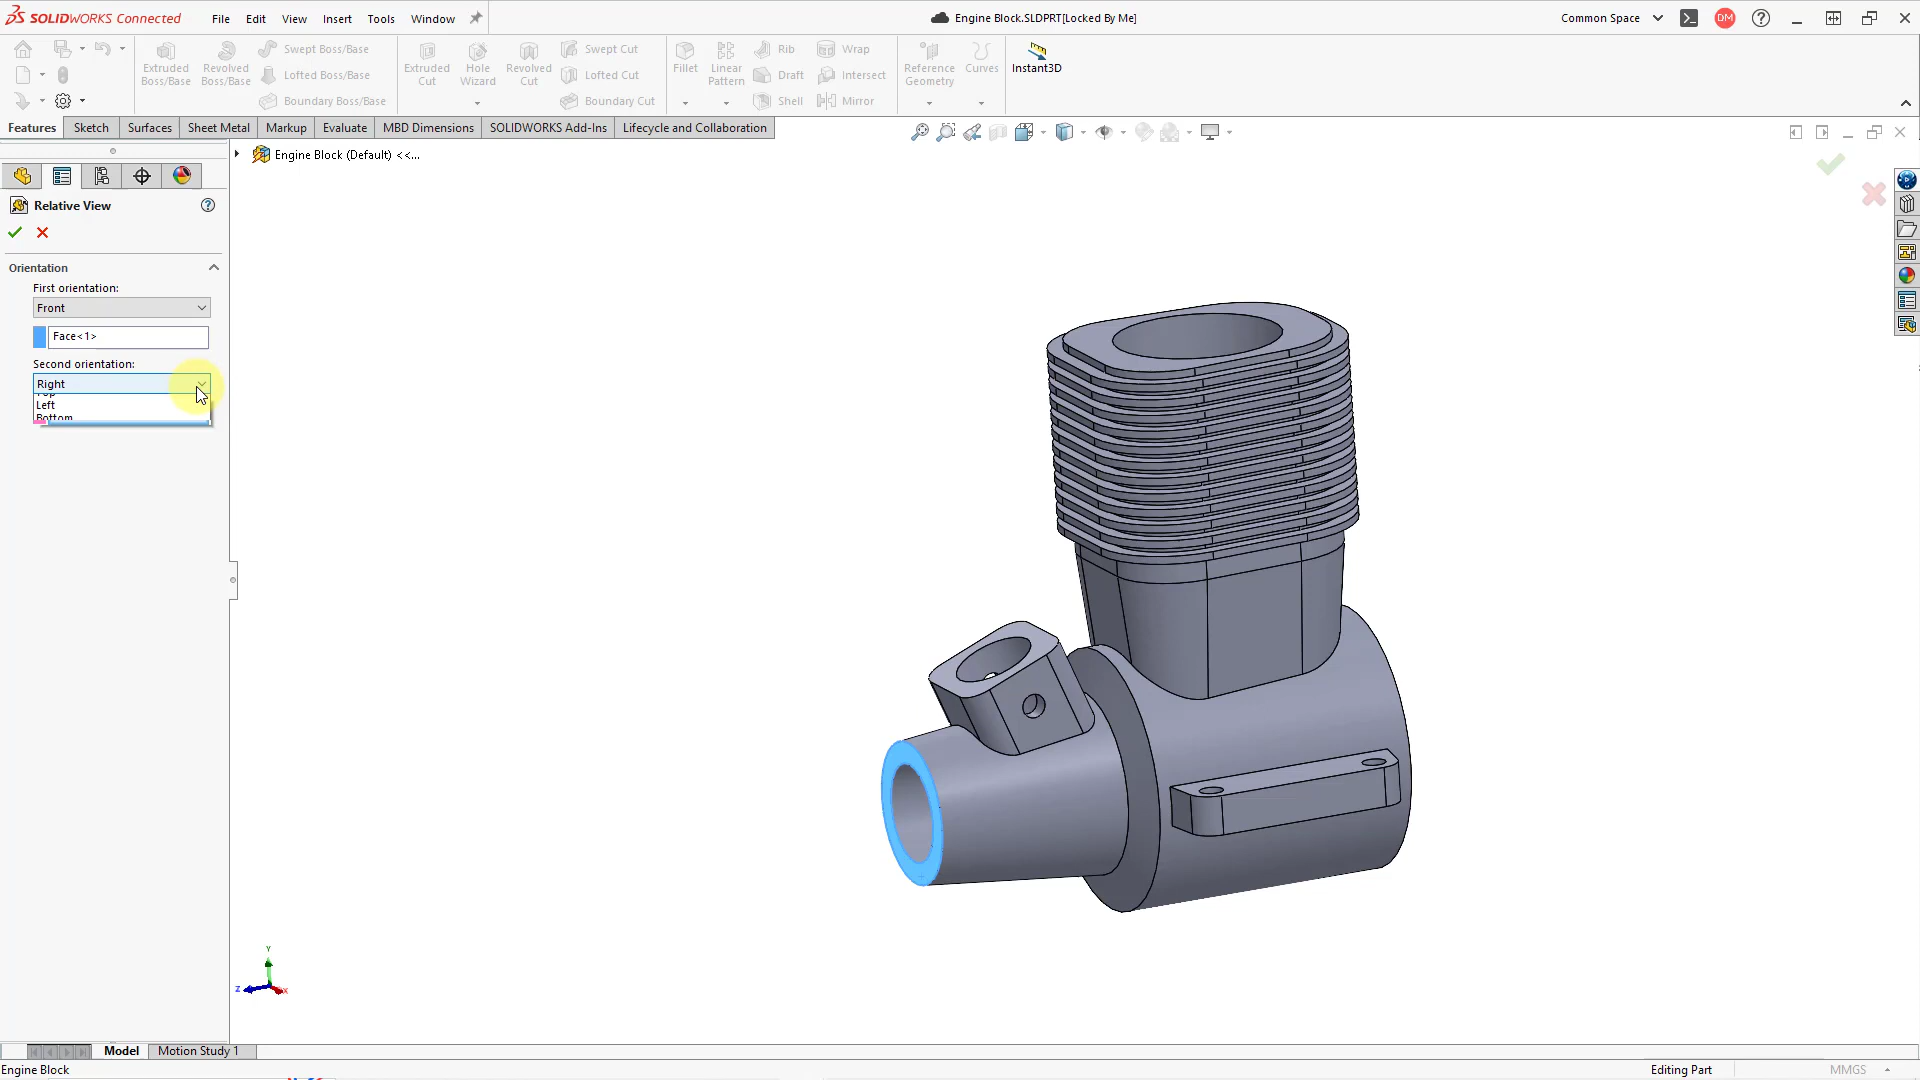 SOLIDWORKS Connected
File Edit View Insert Tools Window
Engine Block.SLDPRT[Locked By Me]
Common Space
DM
Extruded Boss/Base
Revolved Boss/Base
Swept Boss/Base
Lofted Boss/Base
Boundary Boss/Base
Extruded Cut
Hole Wizard
Revolved Cut
Swept Cut
Lofted Cut
Boundary Cut
Fillet
Linear Pattern
Rib
Draft
Shell
Wrap
Intersect
Mirror
Reference Geometry
Curves
Instant3D
Features Sketch Surfaces Sheet Metal Markup Evaluate MBD Dimensions SOLIDWORKS Add-Ins Lifecycle and Collaboration
Engine Block (Default) <<...
Relative View
Orientation
First orientation:
Front
Face<1>
Second orientation:
Right
Top
Left
Bottom
Y
Z
X
Model Motion Study 1
Engine Block
Editing Part
MMGS